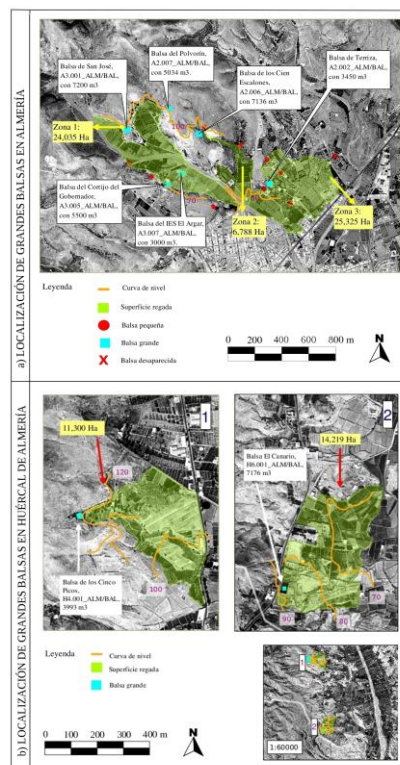 a) LOCALIZACIÓN DE GRANDES BALSAS EN ALMERÍA
Balsa de San José,
A3.001_ALM/BAL,
con 7200 m3
Balsa del Polvorín,
A2.007_ALM/BAL,
con 5034 m3
Balsa de los Cien
Escalones,
A2.006_ALM/BAL,
con 7136 m3
Balsa de Terriza,
A2.002_ALM/BAL,
con 3450 m3
Zona 1:
24,035 Ha
100
Balsa del Cortijo del
Gobernador,
A3.005_ALM/BAL,
con 5500 m3
70
Balsa del IES El Argar,
A3.007_ALM/BAL,
con 3000 m3.
Zona 2:
6,788 Ha
Zona 3:
25,325 Ha
Leyenda
Curva de nivel
Superficie regada
Balsa pequeña
Balsa grande
Balsa desaparecida
0 200 400 600 800 m
N
b) LOCALIZACIÓN DE GRANDES BALSAS EN HUÉRCAL DE ALMERÍA
1
11,300 Ha
120
100
Balsa de los Cinco
Picos,
H4.001_ALM/BAL,
3993 m3
2
14,219 Ha
Balsa El Canario,
H6.001_ALM/BAL,
7176 m3
90
80
70
Leyenda
Curva de nivel
Superficie regada
Balsa grande
0 100 200 300 400 m
N
1
2
1:60000